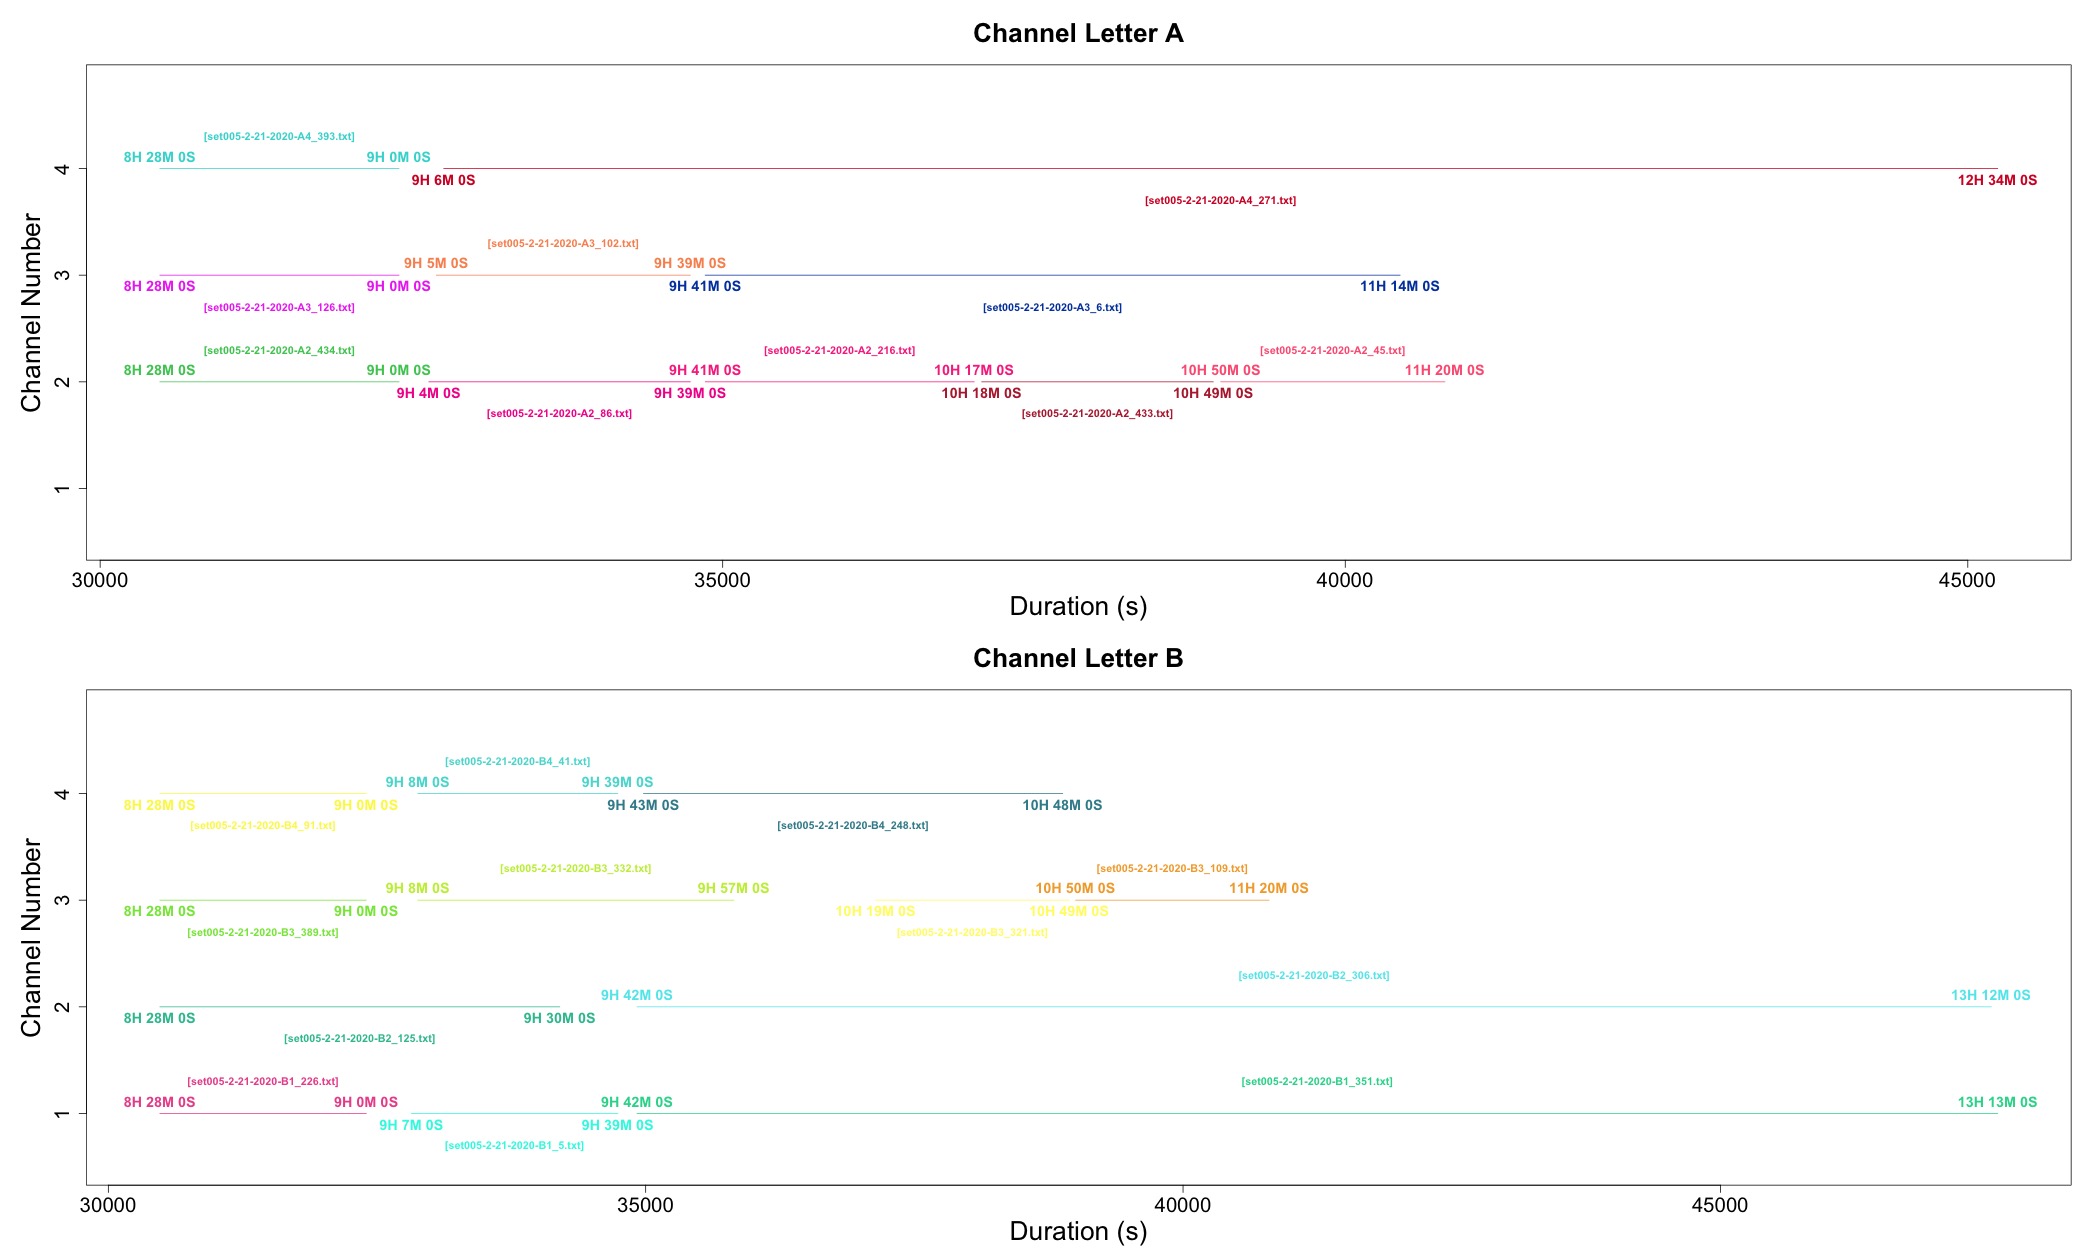 Channel Letter A
Channel Number
[set005-2-21-2020-A4_393.txt]
8H 28M 0S 9H 0M 0S
4
9H 6M 0S 12H 34M 0S
[set005-2-21-2020-A4_271.txt]
[set005-2-21-2020-A3_102.txt]
9H 5M 0S 9H 39M 0S
3
8H 28M 0S 9H 0M 0S 9H 41M 0S 11H 14M 0S
[set005-2-21-2020-A3_126.txt] [set005-2-21-2020-A3_6.txt]
[set005-2-21-2020-A2_434.txt] [set005-2-21-2020-A2_216.txt] [set005-2-21-2020-A2_45.txt]
8H 28M 0S 9H 0M 0S 9H 41M 0S 10H 17M 0S 10H 50M 0S 11H 20M 0S
2
9H 4M 0S 9H 39M 0S 10H 18M 0S 10H 49M 0S
[set005-2-21-2020-A2_86.txt] [set005-2-21-2020-A2_433.txt]
1
30000 35000 40000 45000
Duration (s)
Channel Letter B
Channel Number
[set005-2-21-2020-B4_41.txt]
9H 8M 0S 9H 39M 0S
4
8H 28M 0S 9H 0M 0S 9H 43M 0S 10H 48M 0S
[set005-2-21-2020-B4_91.txt] [set005-2-21-2020-B4_248.txt]
[set005-2-21-2020-B3_332.txt] [set005-2-21-2020-B3_109.txt]
9H 8M 0S 9H 57M 0S 10H 50M 0S 11H 20M 0S
3
8H 28M 0S 9H 0M 0S 10H 19M 0S 10H 49M 0S
[set005-2-21-2020-B3_389.txt] [set005-2-21-2020-B3_321.txt]
[set005-2-21-2020-B2_306.txt]
9H 42M 0S 13H 12M 0S
2
8H 28M 0S 9H 30M 0S
[set005-2-21-2020-B2_125.txt]
[set005-2-21-2020-B1_226.txt] [set005-2-21-2020-B1_351.txt]
8H 28M 0S 9H 0M 0S 9H 42M 0S 13H 13M 0S
1
9H 7M 0S 9H 39M 0S
[set005-2-21-2020-B1_5.txt]
30000 35000 40000 45000
Duration (s)